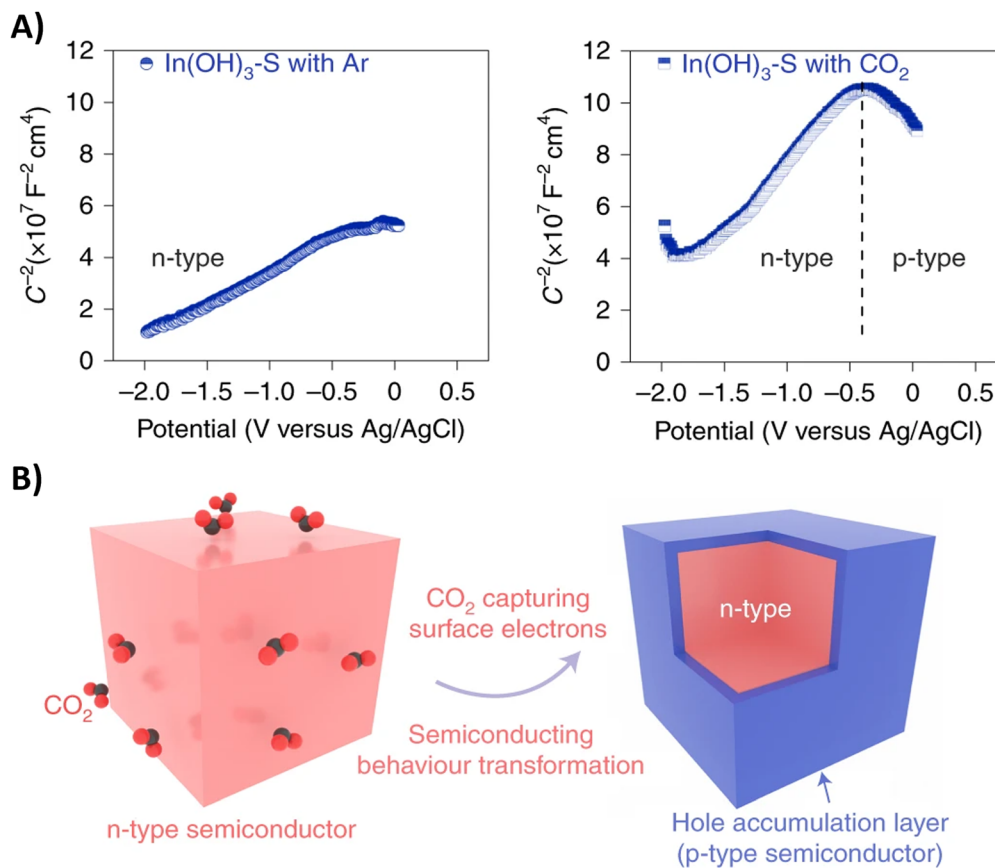 A)
In(OH)₃-S with Ar
C⁻² (×10⁷ F⁻² cm⁴)
12
10
8
6
4
2
0
n-type
−2.0 −1.5 −1.0 −0.5 0 0.5
Potential (V versus Ag/AgCl)
In(OH)₃-S with CO₂
C⁻² (×10⁷ F⁻² cm⁴)
12
10
8
6
4
2
0
n-type p-type
−2.0 −1.5 −1.0 −0.5 0 0.5
Potential (V versus Ag/AgCl)
B)
CO₂
n-type semiconductor
CO₂ capturing
surface electrons
Semiconducting
behaviour transformation
n-type
Hole accumulation layer
(p-type semiconductor)